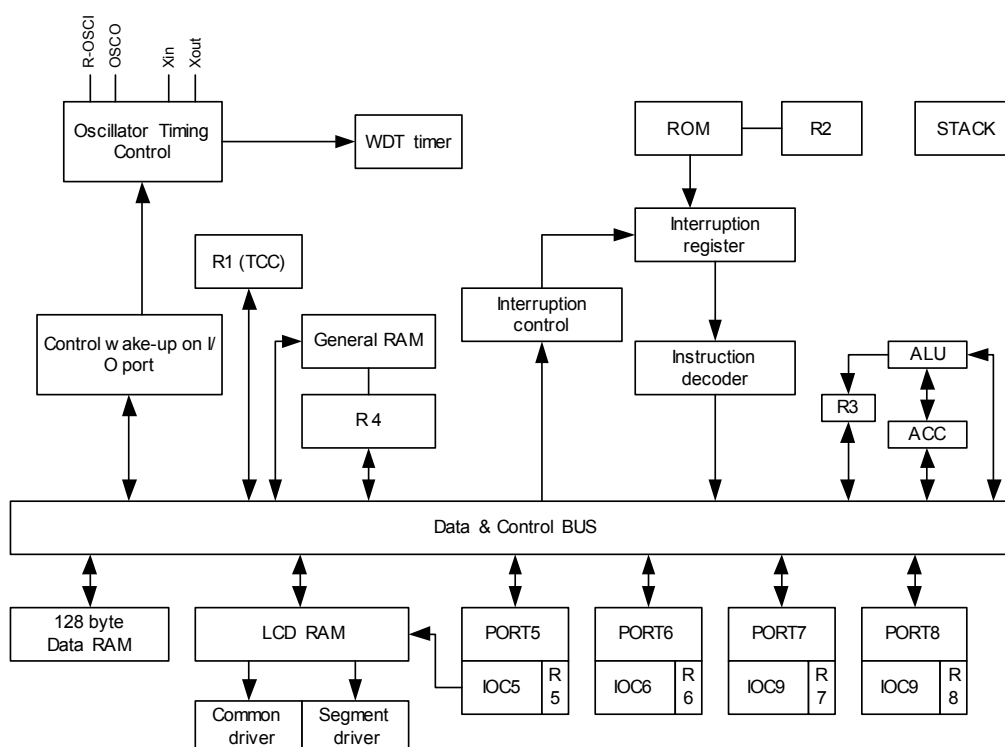 R-OSCI
OSCO
Xin
Xout
Oscillator Timing
Control
WDT timer
ROM
R2
STACK
Interruption
register
R1 (TCC)
Interruption
control
General RAM
Control wake-up on I/
O port
Instruction
decoder
ALU
R3
R 4
ACC
Data & Control BUS
128 byte
Data RAM
LCD RAM
PORT5
PORT6
PORT7
PORT8
IOC5
R
5
IOC6
R
6
IOC9
R
7
IOC9
R
8
Common
driver
Segment
driver